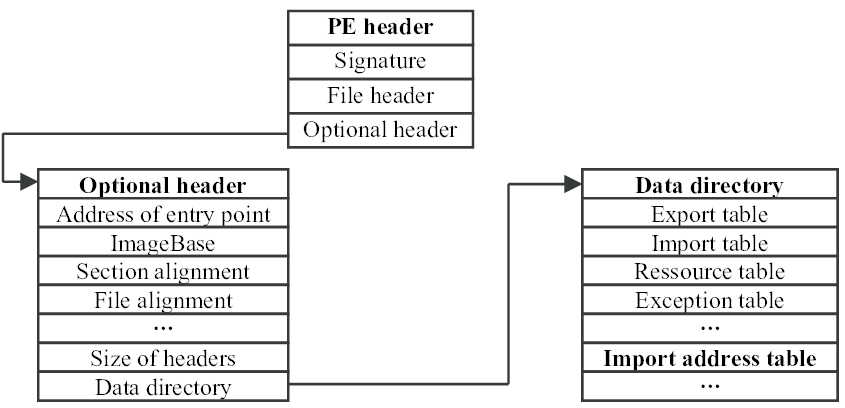 PE header
Signature
File header
Optional header
Optional header
Address of entry point
ImageBase
Section alignment
File alignment
...
Size of headers
Data directory
Data directory
Export table
Import table
Ressource table
Exception table
...
Import address table
...